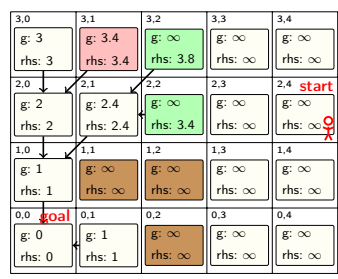 3,0 3,1 3,2 3,3 3,4
g: 3 g: 3.4 g: ∞ g: ∞ g: ∞
rhs: 3 rhs: 3.4 rhs: 3.8 rhs: ∞ rhs: ∞
2,0 2,1 2,2 2,3 2,4 start
g: 2 g: 2.4 g: ∞ g: ∞ g: ∞
rhs: 2 rhs: 2.4 rhs: 3.4 rhs: ∞ rhs: ∞
1,0 1,1 1,2 1,3 1,4
g: 1 g: ∞ g: ∞ g: ∞ g: ∞
rhs: 1 rhs: ∞ rhs: ∞ rhs: ∞ rhs: ∞
0,0 goal 0,1 0,2 0,3 0,4
g: 0 g: 1 g: ∞ g: ∞ g: ∞
rhs: 0 rhs: 1 rhs: ∞ rhs: ∞ rhs: ∞